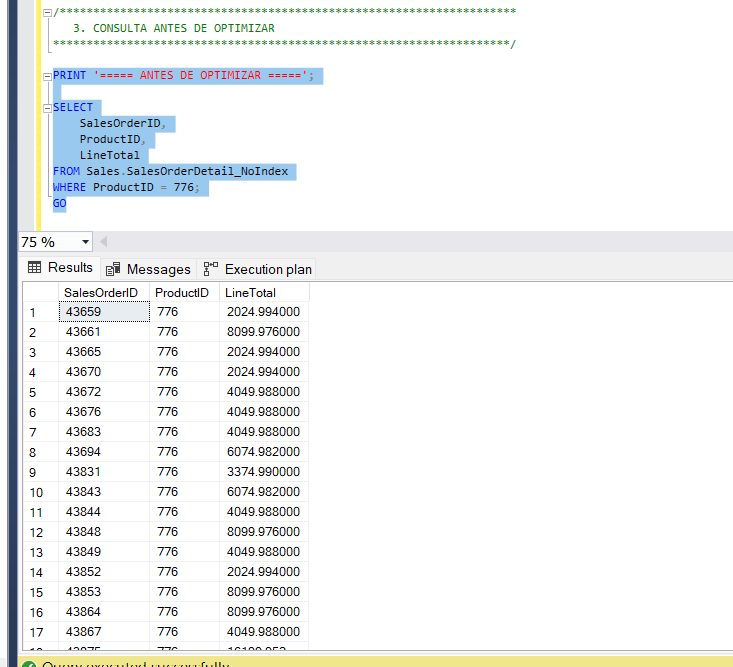 /********************************************************************
3. CONSULTA ANTES DE OPTIMIZAR
********************************************************************/
PRINT '===== ANTES DE OPTIMIZAR =====';
SELECT
SalesOrderID,
ProductID,
LineTotal
FROM Sales.SalesOrderDetail_NoIndex
WHERE ProductID = 776;
GO
75 %
Results Messages Execution plan
SalesOrderID ProductID LineTotal
1 43659 776 2024.994000
2 43661 776 8099.976000
3 43665 776 2024.994000
4 43670 776 2024.994000
5 43672 776 4049.988000
6 43676 776 4049.988000
7 43683 776 4049.988000
8 43694 776 6074.982000
9 43831 776 3374.990000
10 43843 776 6074.982000
11 43844 776 4049.988000
12 43848 776 8099.976000
13 43849 776 4049.988000
14 43852 776 2024.994000
15 43853 776 8099.976000
16 43864 776 8099.976000
17 43867 776 4049.988000
Query executed successfully